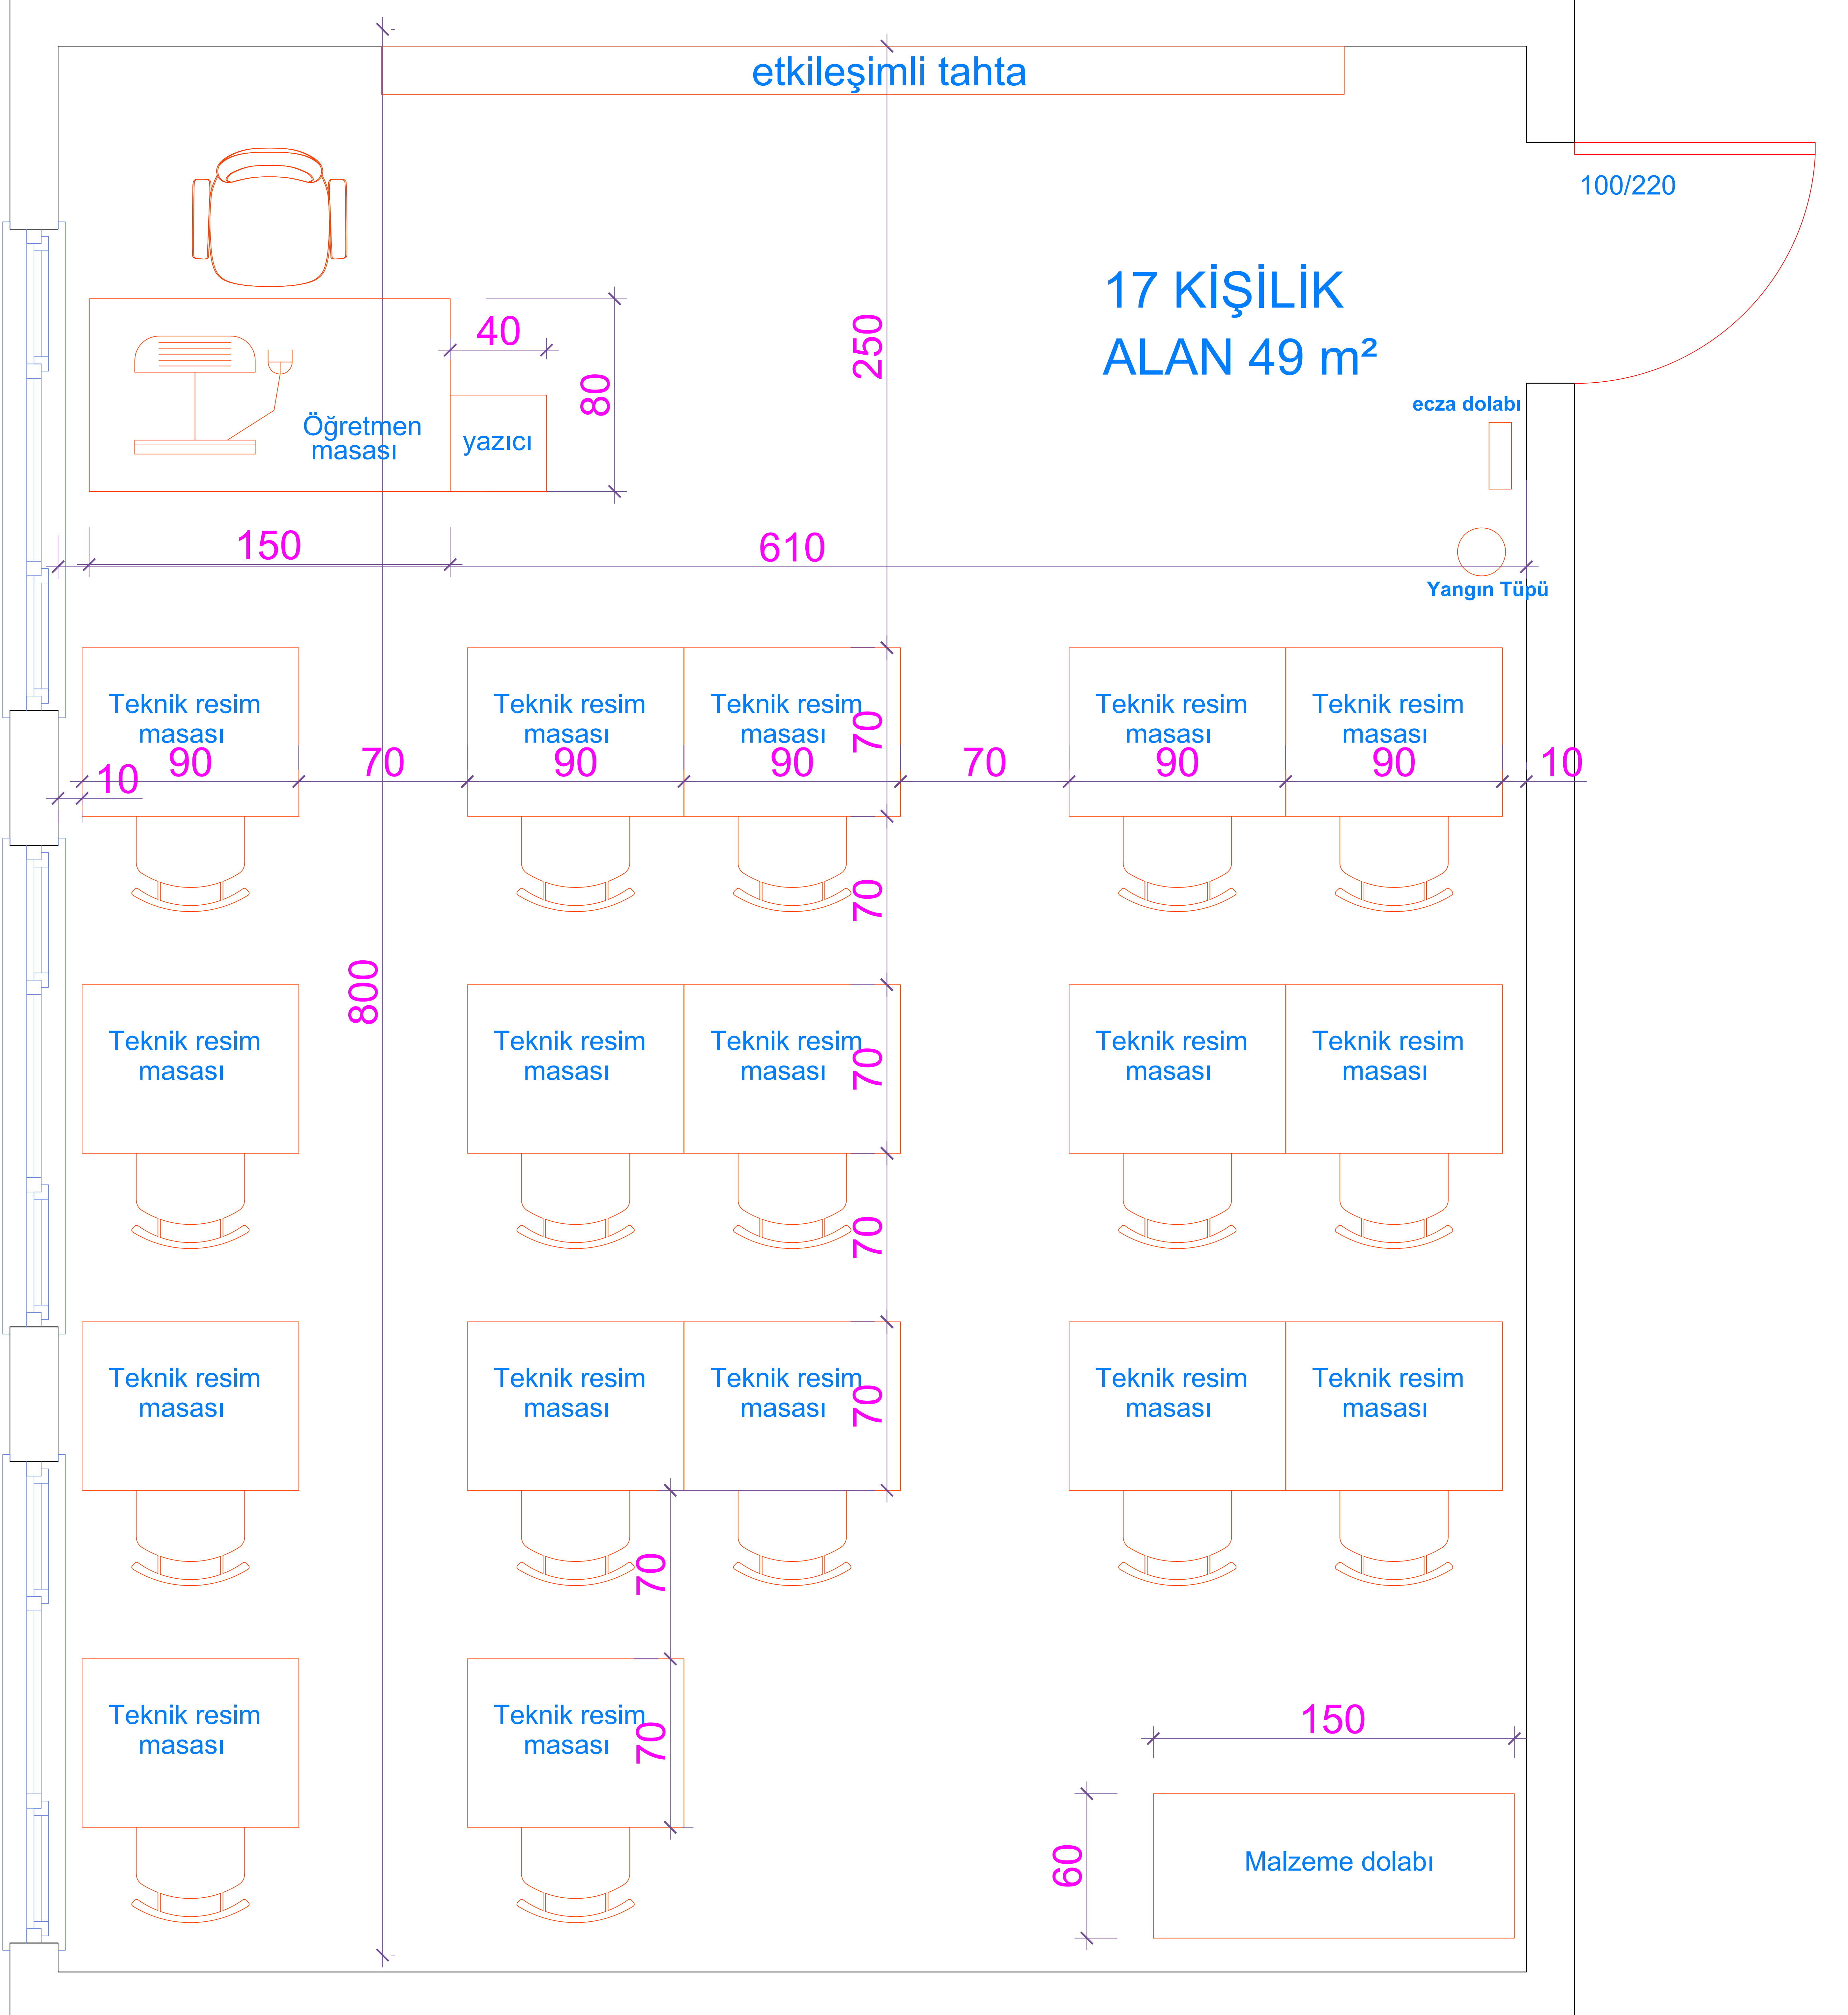 etkileşimli tahta
100/220
17 KİŞİLİK
ALAN 49 m²
250
40
80
ecza dolabı
Öğretmen
masası
yazıcı
150
610
Yangın Tüpü
Teknik resim
masası
Teknik resim
masası
Teknik resim
masası
70
Teknik resim
masası
Teknik resim
masası
10
90
70
90
90
70
90
90
10
70
800
Teknik resim
masası
Teknik resim
masası
Teknik resim
masası
70
Teknik resim
masası
Teknik resim
masası
70
Teknik resim
masası
Teknik resim
masası
Teknik resim
masası
70
Teknik resim
masası
Teknik resim
masası
70
Teknik resim
masası
Teknik resim
masası
70
150
60
Malzeme dolabı